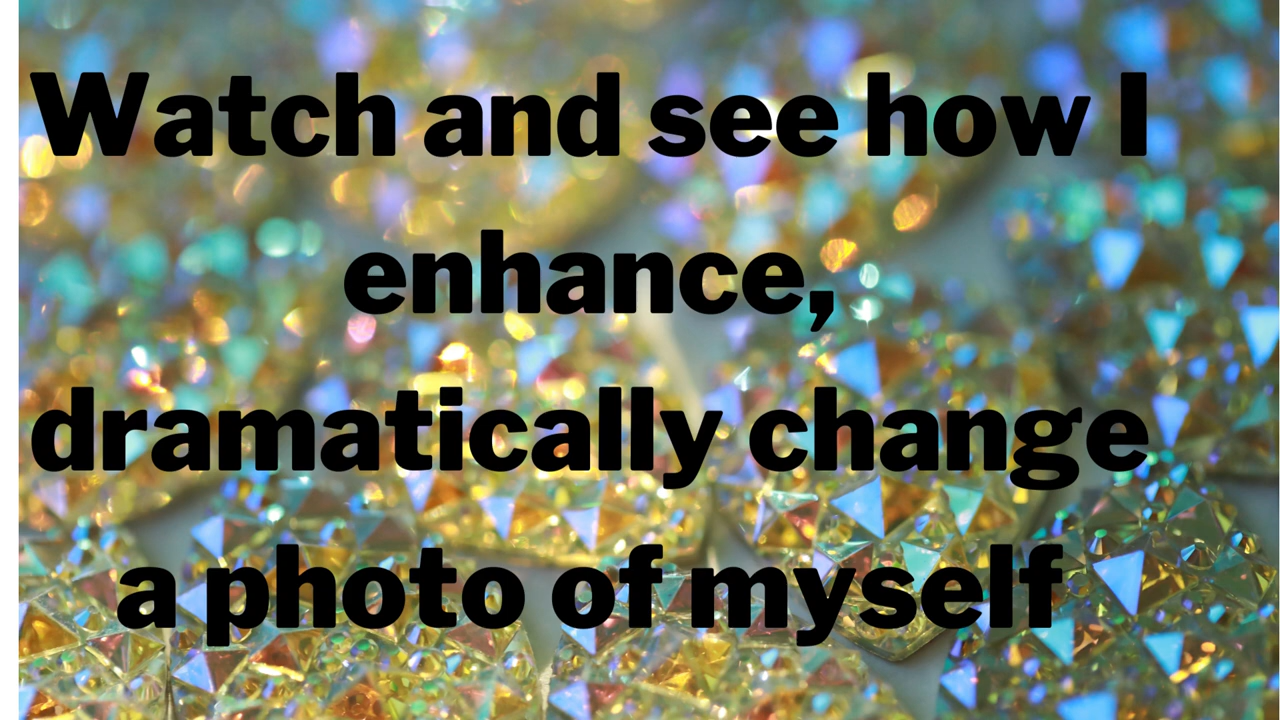 Watch and see how I
enhance,
dramatically change
a photo of myself